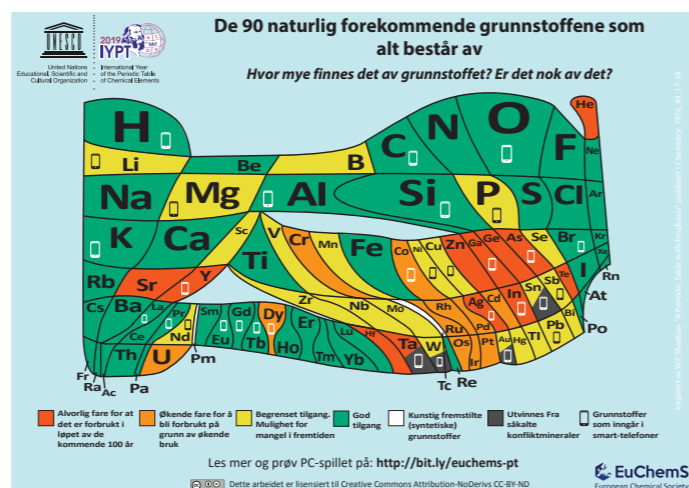 De 90 naturlig forekommende grunnstoffene som
alt består av
Hvor mye finnes det av grunnstoffet? Er det nok av det?
UNESCO
United Nations
Educational, Scientific and
Cultural Organization
2019
IYPT
International Year
of the Periodic Table
of Chemical Elements
H He
Li Be B C N O F Ne
Na Mg Al Si P S Cl Ar
K Ca Sc Ti V Cr Mn Fe Co Ni Cu Zn Ga Ge As Se Br Kr
Rb Sr Y Zr Nb Mo Ru Rh Pd Ag Cd In Sn Sb Te I Xe
Cs Ba La Ce Pr Nd Pm Sm Eu Gd Tb Dy Ho Er Tm Yb Lu Hf Ta W Tc Re Os Ir Pt Au Hg Tl Pb Bi Po At Rn
Fr Ra Ac Th Pa U
Alvorlig fare for at
det er forbrukt i
løpet av de
kommende 100 år
Økende fare for å
bli forbrukt på
grunn av økende
bruk
Begrenset tilgang.
Mulighet for
mangel i fremtiden
God
tilgang
Kunstig fremstilte
(syntetiske)
grunnstoffer
Utvinnes Fra
såkalte
konfliktmineraler
Grunnstoffer
som inngår i
smart-telefoner
Les mer og prøv PC-spillet på: http://bit.ly/euchems-pt
Dette arbeidet er lisensiert til Creative Commons Attribution-NoDerivs CC-BY-ND
EuChemS
European Chemical Society